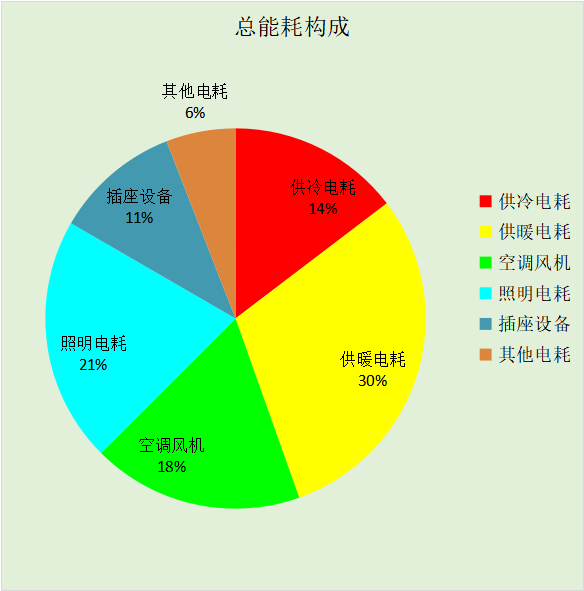 总能耗构成
其他电耗
6%
供冷电耗
14%
插座设备
11%
照明电耗
21%
供暖电耗
30%
空调风机
18%
供冷电耗
供暖电耗
空调风机
照明电耗
插座设备
其他电耗